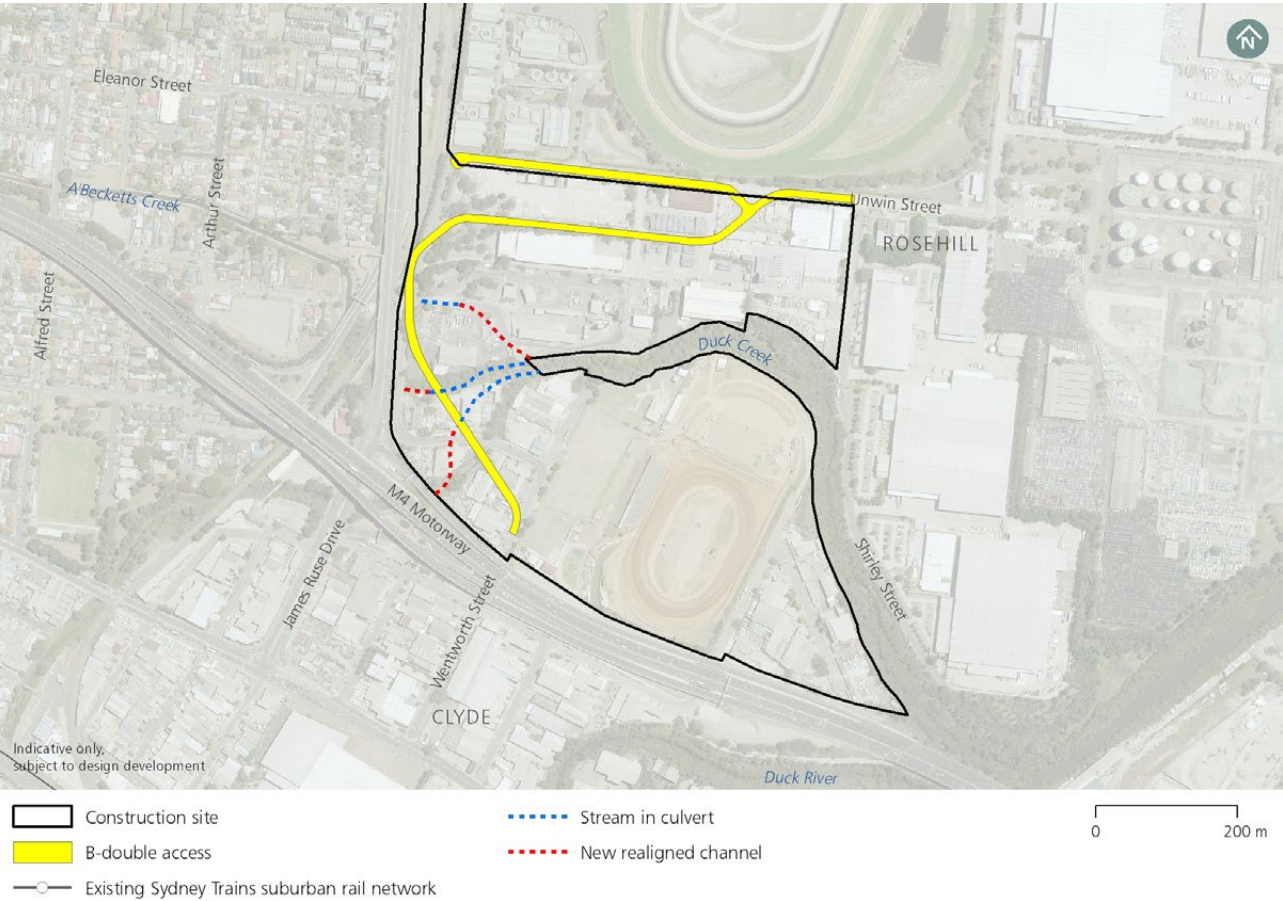 N
Eleanor Street
Arthur Street
A'Becketts Creek
Unwin Street
ROSEHILL
Alfred Street
Duck Creek
M4 Motorway
James Ruse Drive
Shirley Street
Wentworth Street
CLYDE
Indicative only,
subject to design development
Duck River
Construction site
Stream in culvert
0
200 m
B-double access
New realigned channel
Existing Sydney Trains suburban rail network